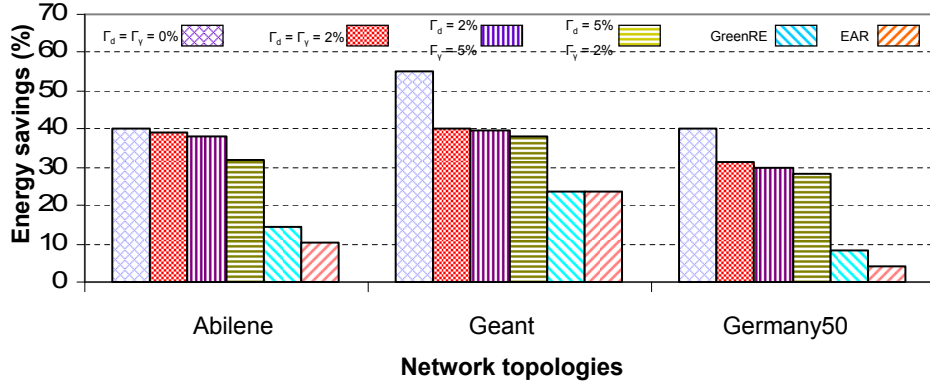 70
60
50
40
30
20
10
0
Energy savings (%)
Γd = Γγ = 0%
Γd = Γγ = 2%
Γd = 2%
Γγ = 5%
Γd = 5%
Γγ = 2%
GreenRE
EAR
Abilene
Geant
Germany50
Network topologies